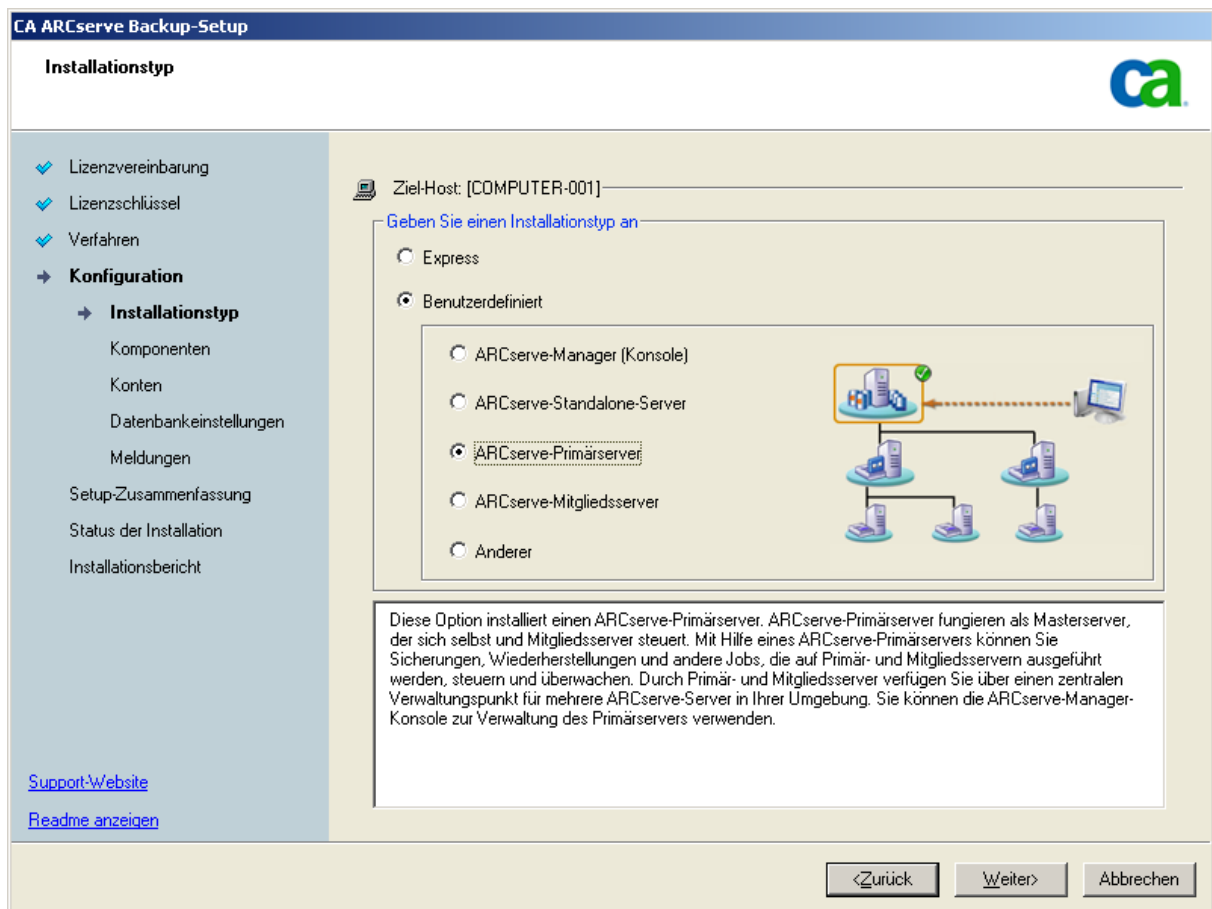 CA ARCserve Backup-Setup
Installationstyp
ca
Lizenzvereinbarung
Lizenzschlüssel
Verfahren
Konfiguration
Installationstyp
Komponenten
Konten
Datenbankeinstellungen
Meldungen
Setup-Zusammenfassung
Status der Installation
Installationsbericht
Support-Website
Readme anzeigen
Ziel-Host: [COMPUTER-001]
Geben Sie einen Installationstyp an
Express
Benutzerdefiniert
ARCserve-Manager (Konsole)
ARCserve-Standalone-Server
ARCserve-Primärserver
ARCserve-Mitgliedsserver
Anderer
Diese Option installiert einen ARCserve-Primärserver. ARCserve-Primärserver fungieren als Masterserver,
der sich selbst und Mitgliedsserver steuert. Mit Hilfe eines ARCserve-Primärservers können Sie
Sicherungen, Wiederherstellungen und andere Jobs, die auf Primär- und Mitgliedsservern ausgeführt
werden, steuern und überwachen. Durch Primär- und Mitgliedsserver verfügen Sie über einen zentralen
Verwaltungspunkt für mehrere ARCserve-Server in Ihrer Umgebung. Sie können die ARCserve-Manager-
Konsole zur Verwaltung des Primärservers verwenden.
<Zurück
Weiter>
Abbrechen